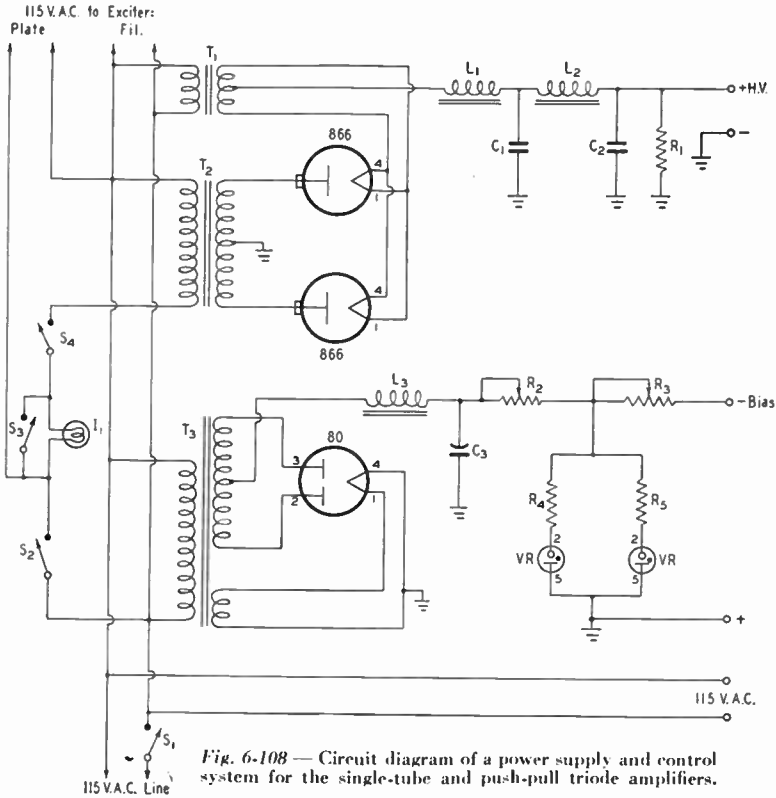 115 V.A.C. to Exciter:
Plate Fil.
T1
L1 L2
+H.V.
866
C1 C2 R1
−
4
1
T2
4
1
866
S4
S3 I1
L3
R2 R3
−Bias
T3
80
3 4
2 1
C3
R4 R5
S2
2 2
VR VR
5 5
+
115 V.A.C.
S1
115 V.A.C. Line
Fig. 6-108 — Circuit diagram of a power supply and control
system for the single-tube and push-pull triode amplifiers.